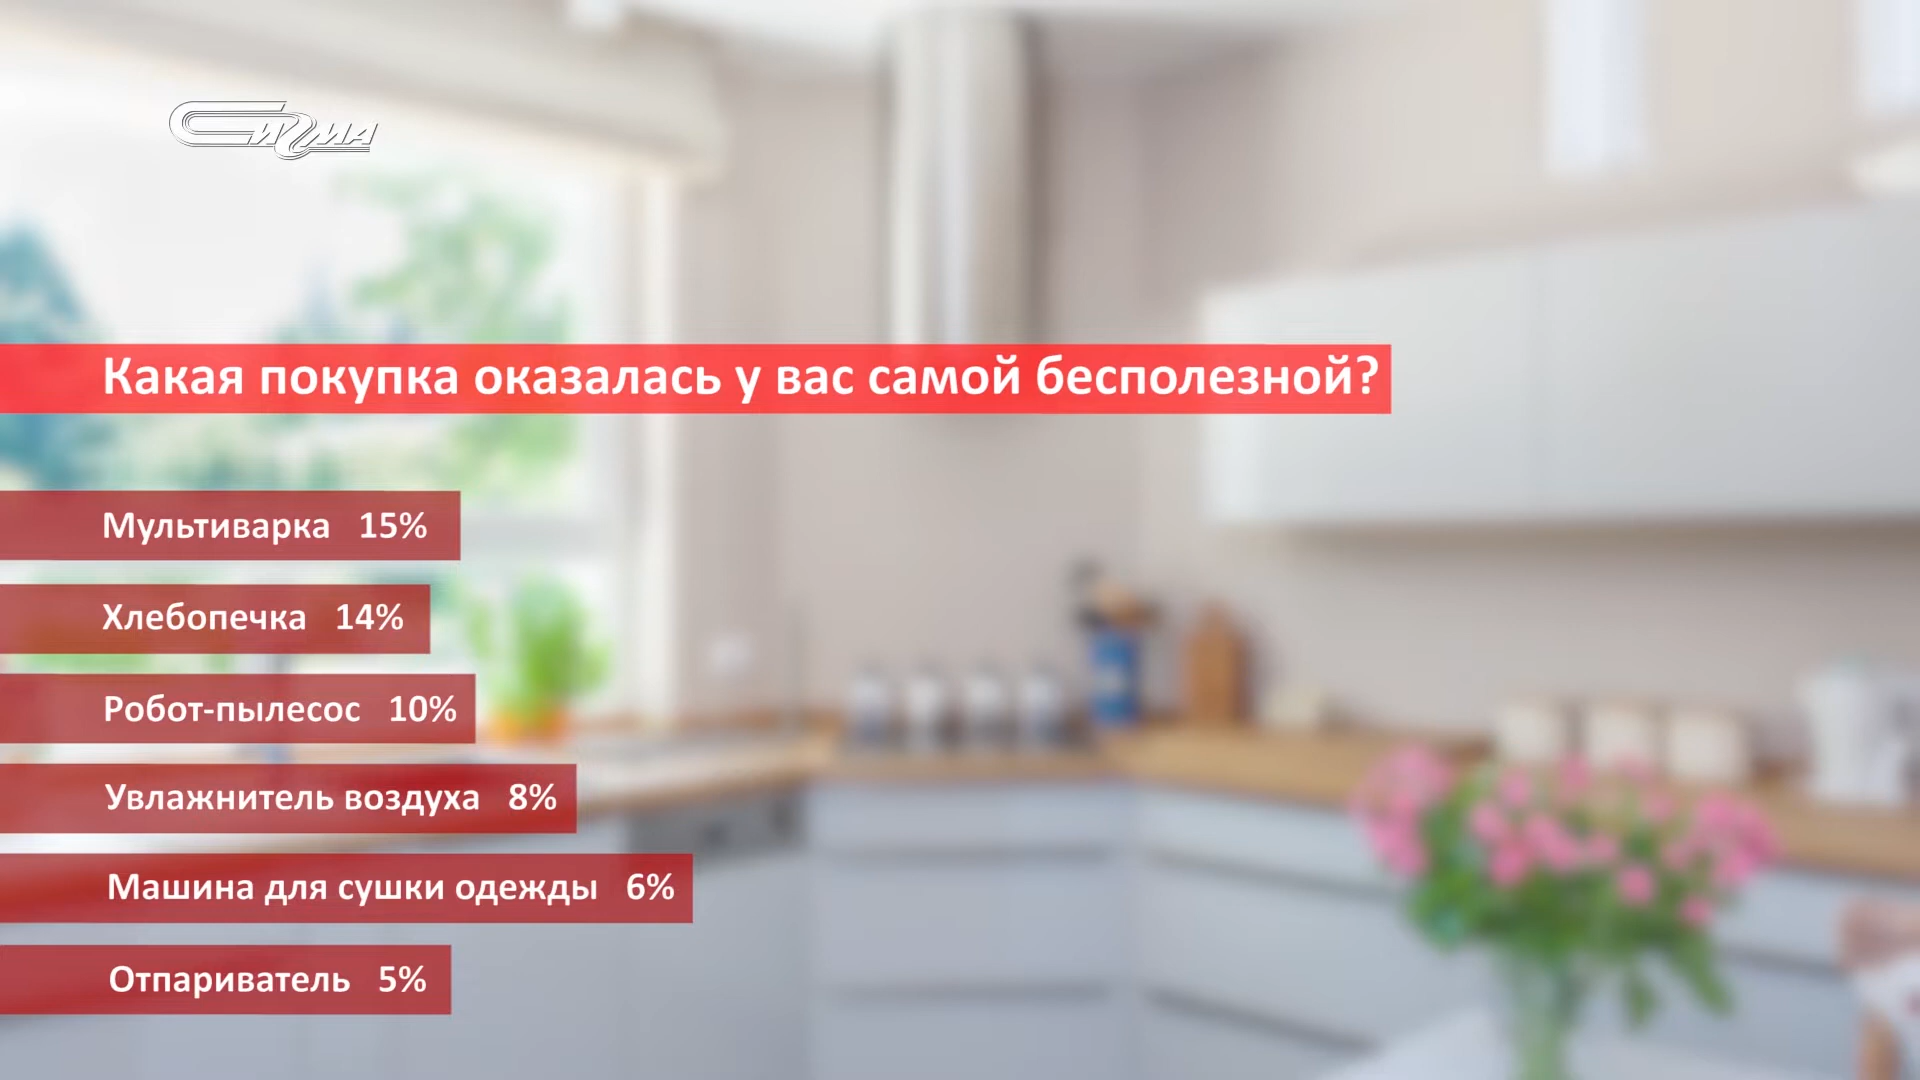 Сигма
Какая покупка оказалась у вас самой бесполезной?
Мультиварка 15%
Хлебопечка 14%
Робот-пылесос 10%
Увлажнитель воздуха 8%
Машина для сушки одежды 6%
Отпариватель 5%